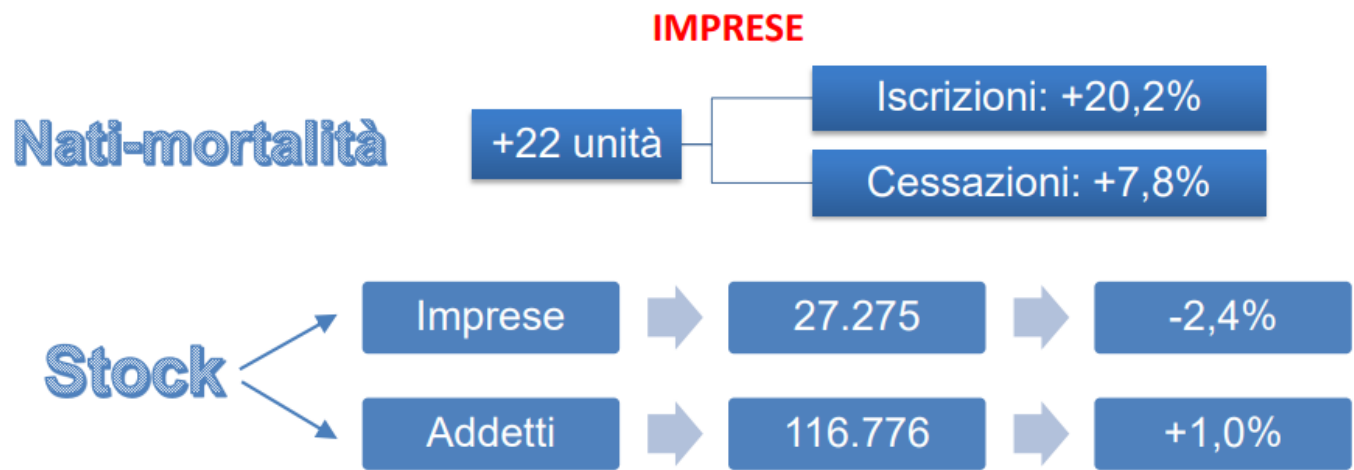 IMPRESE
Nati-mortalità
+22 unità
Iscrizioni: +20,2%
Cessazioni: +7,8%
Stock
Imprese
27.275
-2,4%
Addetti
116.776
+1,0%